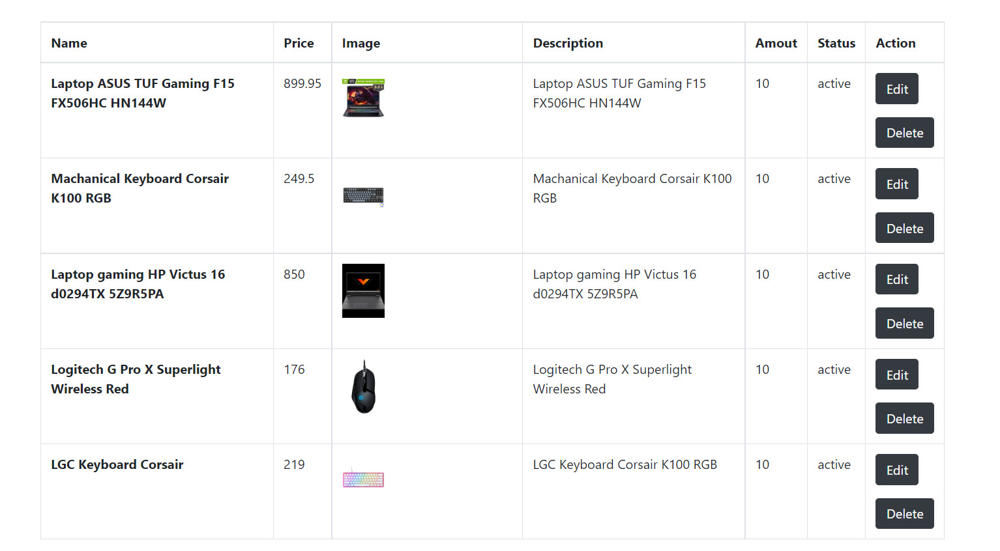 Name Price Image Description Amout Status Action
Laptop ASUS TUF Gaming F15 899.95 Laptop ASUS TUF Gaming F15 10 active Edit
FX506HC HN144W FX506HC HN144W
Delete
Machanical Keyboard Corsair 249.5 Machanical Keyboard Corsair K100 10 active Edit
K100 RGB RGB
Delete
Laptop gaming HP Victus 16 850 Laptop gaming HP Victus 16 10 active Edit
d0294TX 5Z9R5PA d0294TX 5Z9R5PA
Delete
Logitech G Pro X Superlight 176 Logitech G Pro X Superlight 10 active Edit
Wireless Red Wireless Red
Delete
LGC Keyboard Corsair 219 LGC Keyboard Corsair K100 RGB 10 active Edit
Delete